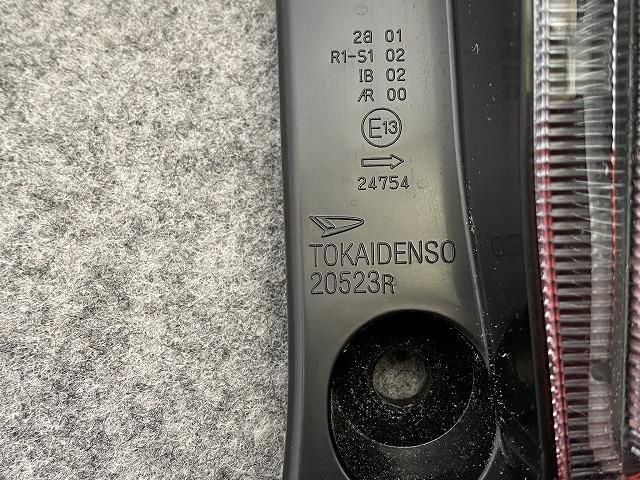 2a 01
R1-S1 02
IB 02
AR 00
E13
24754
TOKAIDENSO
20523R